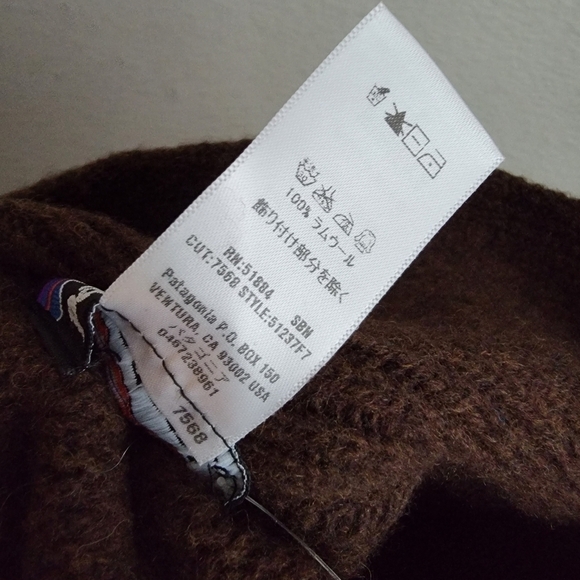 100% ラムウール
飾り付け部分を除く
RN:51884 SBN
CUT:7568 STYLE:51237F7
Patagonia P.O. BOX 150
VENTURA, CA 93002 USA
パタゴニア
0467238961
7568